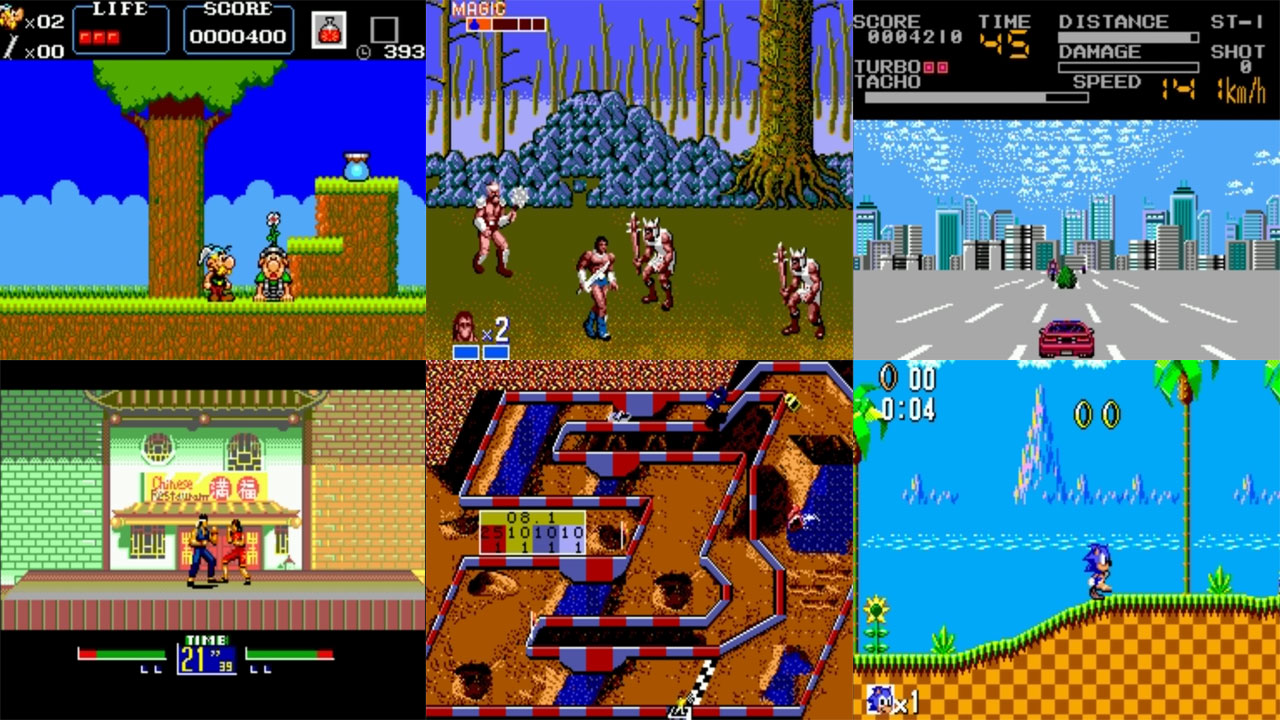 ×02
LIFE
SCORE
0000400
×00
393
MAGIC
×2
SCORE
0004210
TIME
45
DISTANCE
ST-1
DAMAGE
SHOT
0
TURBO
TACHO
SPEED
141km/h
Chinese
Restaurant
満 福
TIME
21"39
L L
L L
08.1
25 10 10 10
1 1 1 1
0 00
0:04
×1